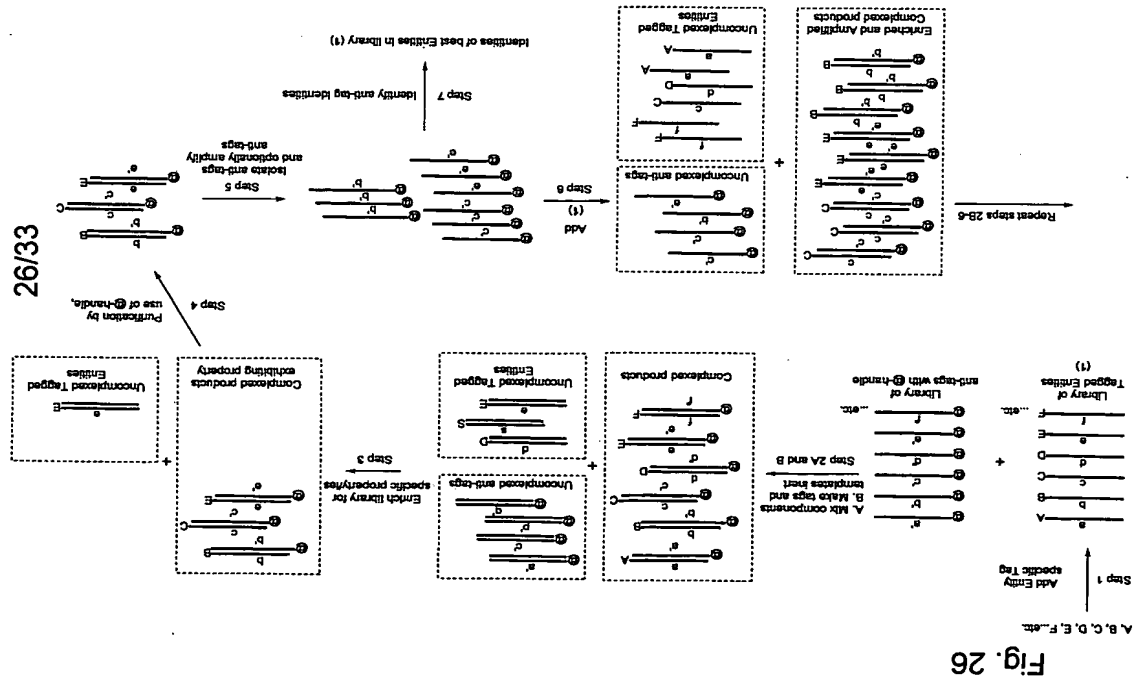 Fig. 26
A, B, C, D, E, F...etc.
Step 1
Add Entity
specific Tag
a
A
b
B
c
C
d
D
e
E
f
F
...etc.
Library of
Tagged Entities
(1)
+
@ a'
@ b'
@ c'
@ d'
@ e'
@ f'
...etc.
Library of
anti-tags with @-handle
A. Mix components
B. Make tags and
templates inert
Step 2A and B
a
A
@ a'
b
B
@ b'
c
C
@ c'
d
D
@ d'
e
E
@ e'
f
F
@ f'
Complexed products
+
Uncomplexed anti-tags
Uncomplexed Tagged
Entities
Enrich library for
specific property/ies
Step 3
b
B
@ b'
c
C
@ c'
e
E
@ e'
Complexed products
exhibiting property
+
e
E
Uncomplexed Tagged
Entities
Step 4
Purification by
use of @-handle,
26/33
b
B
@ b'
c
C
@ c'
e
E
@ e'
Step 5
Isolate anti-tags
and optionally amplify
anti-tags
Step 7
Identify anti-tag identities
Identities of best Entities in library (1)
Add
(1)
Step 6
Uncomplexed anti-tags
f
F
f
F
c
C
d
D
a
A
a
A
Uncomplexed Tagged
Entities
+
Enriched and Amplified
Complexed products
Repeat steps 2B-6